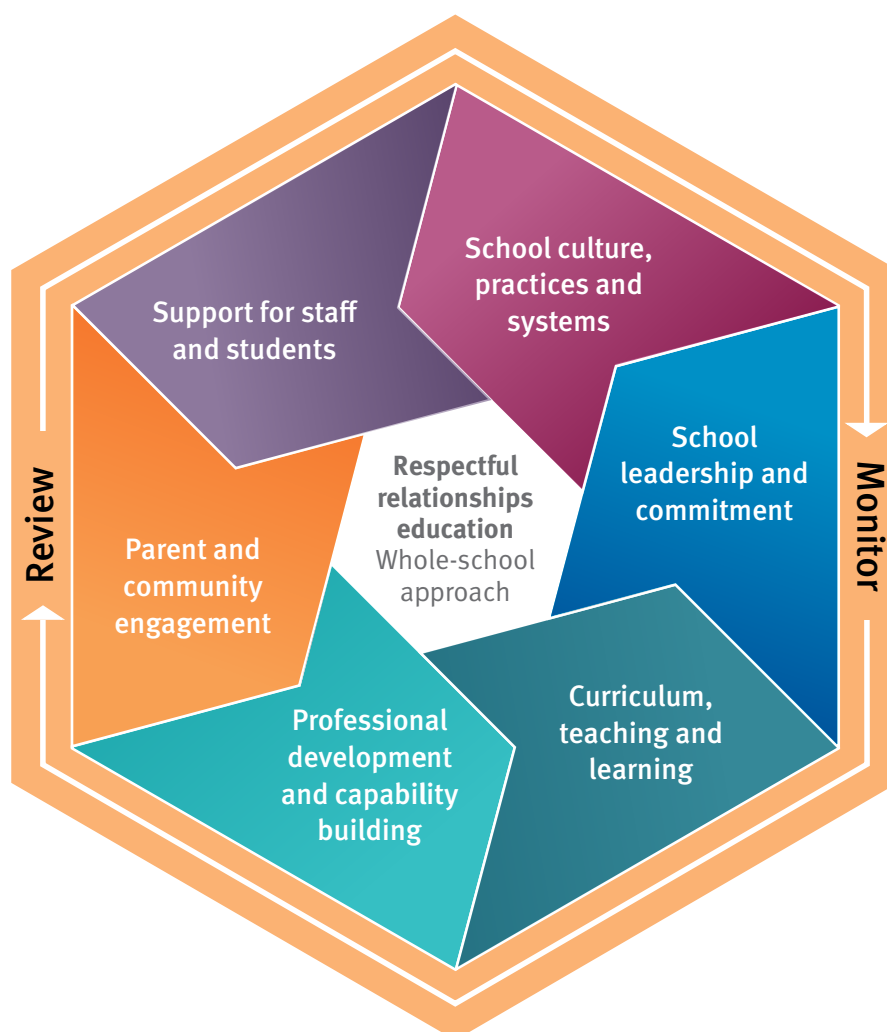 School culture,
practices and
systems
Support for staff
and students
School
leadership and
commitment
Respectful
relationships
education
Whole-school
approach
Review
Monitor
Parent and
community
engagement
Curriculum,
teaching and
learning
Professional
development
and capability
building